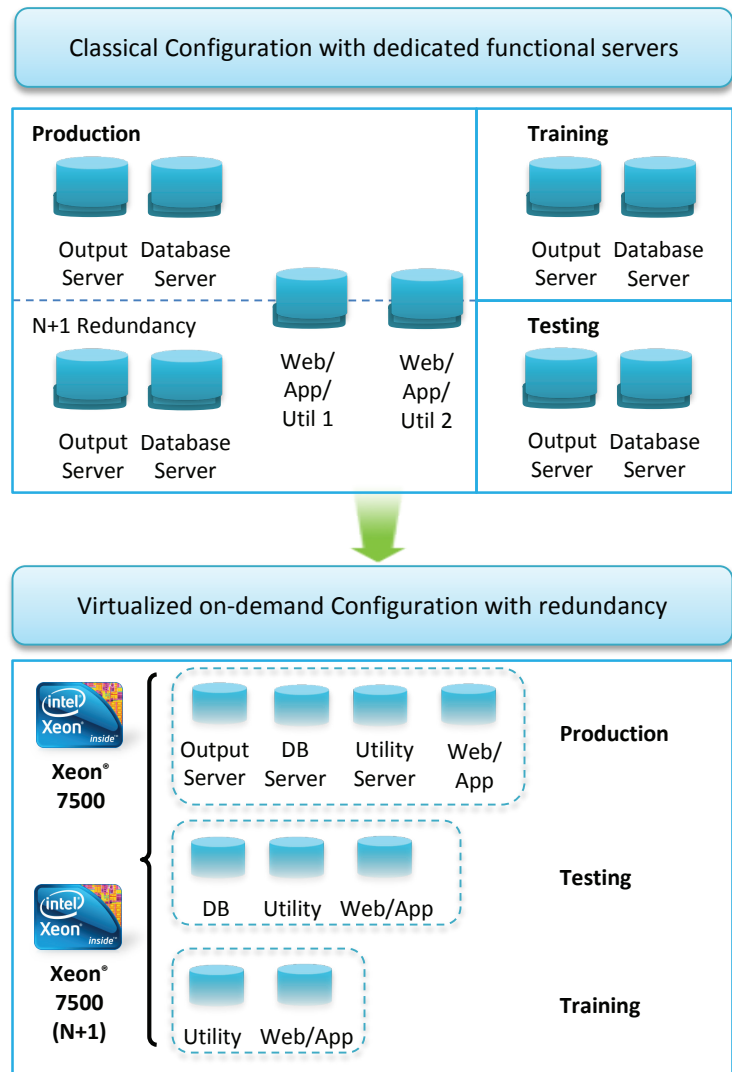 Classical Configuration with dedicated functional servers
Production
Output
Server
Database
Server
N+1 Redundancy
Output
Server
Database
Server
Web/
App/
Util 1
Web/
App/
Util 2
Training
Output
Server
Database
Server
Testing
Output
Server
Database
Server
Virtualized on-demand Configuration with redundancy
intel
Xeon®
inside™
Xeon®
7500
Output
Server
DB
Server
Utility
Server
Web/
App
Production
DB
Utility
Web/App
Testing
intel
Xeon®
inside™
Xeon®
7500
(N+1)
Utility
Web/App
Training